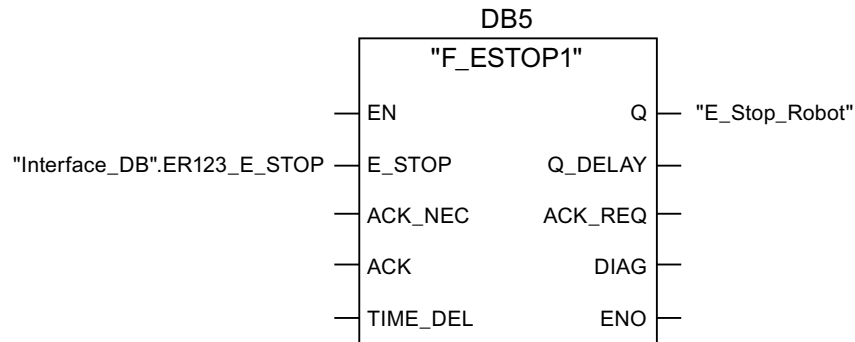 DB5
"F_ESTOP1"
EN Q "E_Stop_Robot"
"Interface_DB".ER123_E_STOP E_STOP Q_DELAY
ACK_NEC ACK_REQ
ACK DIAG
TIME_DEL ENO